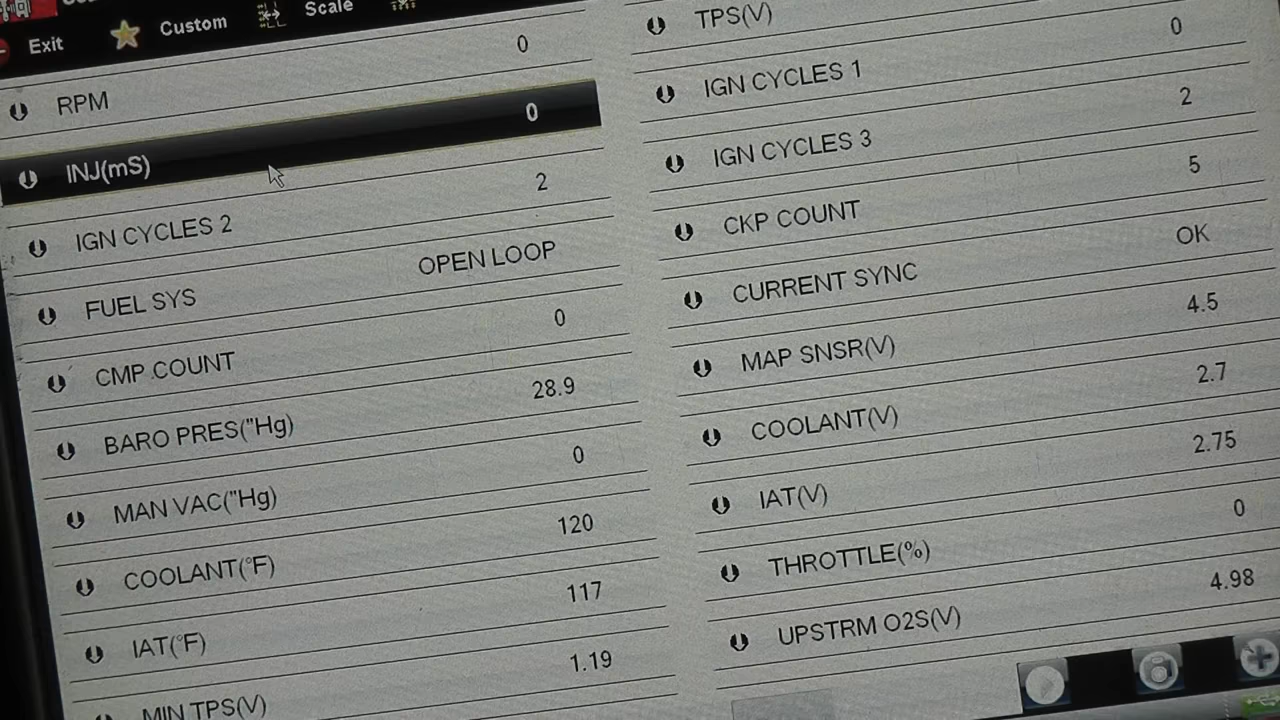 Exit Custom Scale
RPM 0
INJ(mS) 0
IGN CYCLES 2 2
FUEL SYS OPEN LOOP
CMP COUNT 0
BARO PRES("Hg) 28.9
MAN VAC("Hg) 0
COOLANT(°F) 120
IAT(°F) 117
MIN TPS(V) 1.19
TPS(V)
IGN CYCLES 1 0
IGN CYCLES 3 2
CKP COUNT 5
CURRENT SYNC OK
MAP SNSR(V) 4.5
COOLANT(V) 2.7
IAT(V) 2.75
THROTTLE(%) 0
UPSTRM O2S(V) 4.98